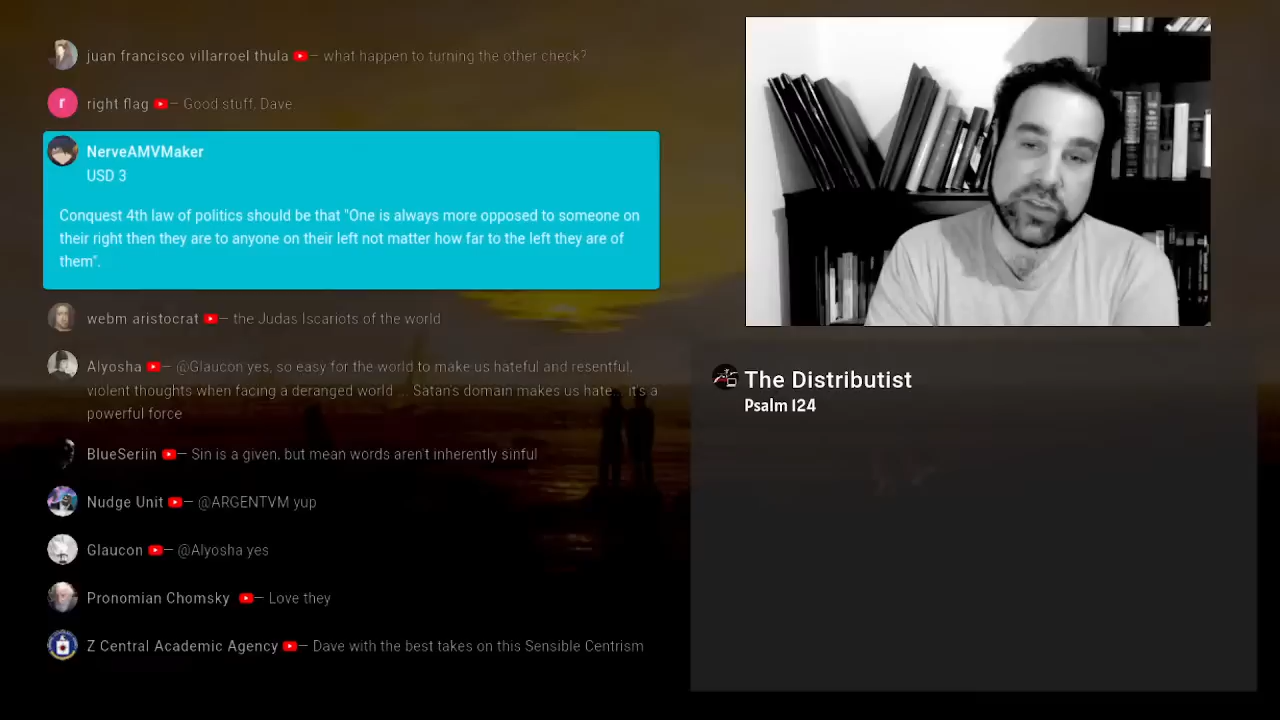 juan francisco villarroel thula — what happen to turning the other check?
r right flag — Good stuff, Dave
NerveAMVMaker
USD 3
Conquest 4th law of politics should be that "One is always more opposed to someone on
their right then they are to anyone on their left not matter how far to the left they are of
them".
webm aristocrat — the Judas Iscariots of the world
Alyosha — @Glaucon yes, so easy for the world to make us hateful and resentful,
violent thoughts when facing a deranged world ... Satan's domain makes us hate... it's a
powerful force
BlueSeriin — Sin is a given, but mean words aren't inherently sinful
Nudge Unit — @ARGENTVM yup
Glaucon — @Alyosha yes
Pronomian Chomsky — Love they
Z Central Academic Agency — Dave with the best takes on this Sensible Centrism
The Distributist
Psalm 124